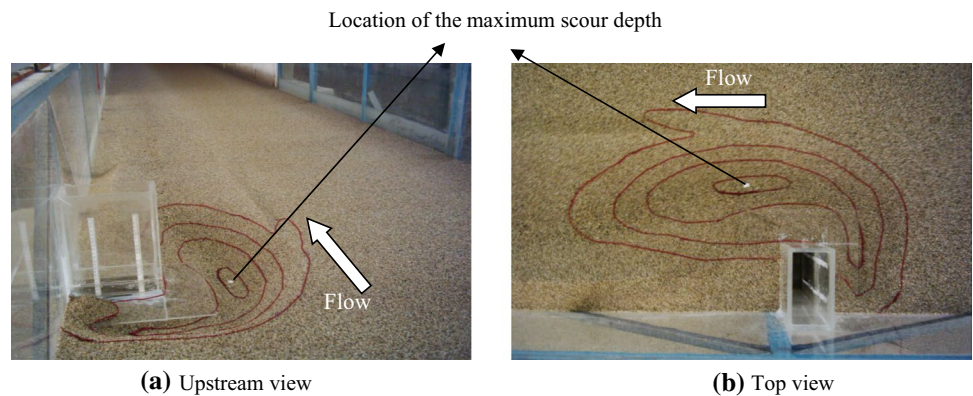 Location of the maximum scour depth
Flow
Flow
(a) Upstream view
(b) Top view